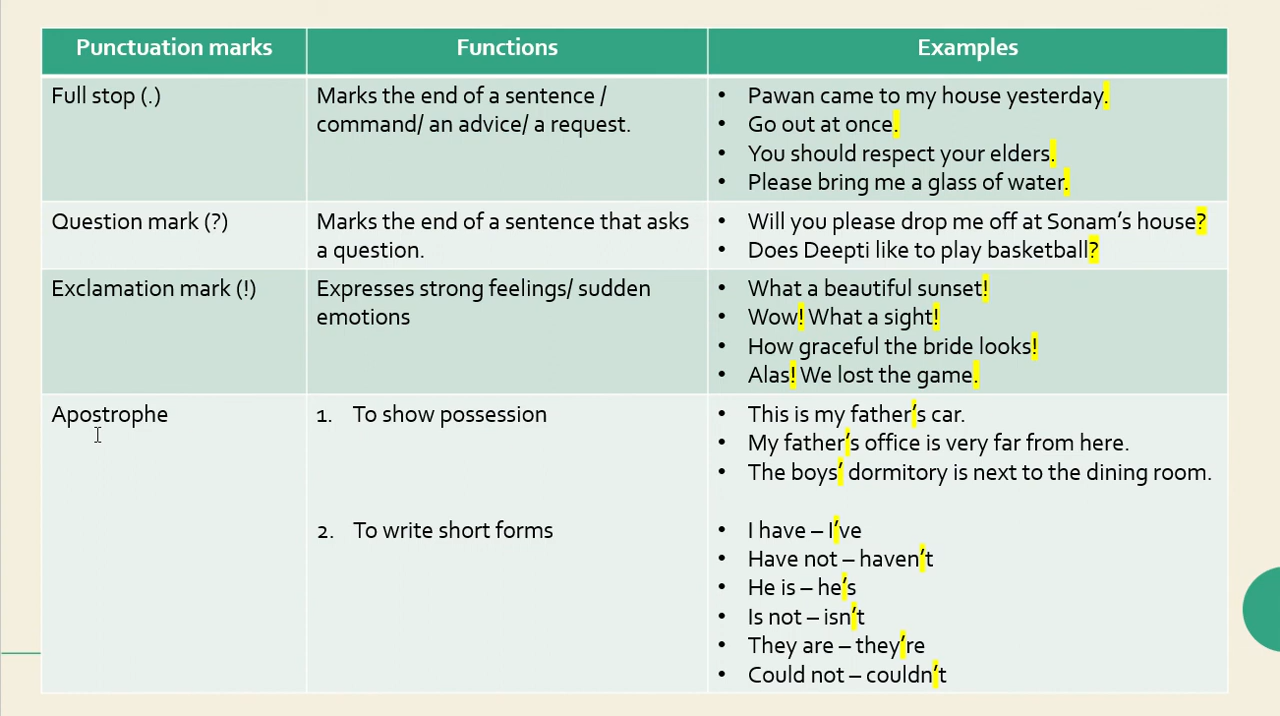 Punctuation marks Functions Examples
Full stop (.) Marks the end of a sentence / • Pawan came to my house yesterday.
command/ an advice/ a request. • Go out at once.
• You should respect your elders.
• Please bring me a glass of water.
Question mark (?) Marks the end of a sentence that asks • Will you please drop me off at Sonam’s house?
a question. • Does Deepti like to play basketball?
Exclamation mark (!) Expresses strong feelings/ sudden • What a beautiful sunset!
emotions • Wow! What a sight!
• How graceful the bride looks!
• Alas! We lost the game.
Apostrophe 1. To show possession • This is my father’s car.
• My father’s office is very far from here.
• The boys’ dormitory is next to the dining room.
2. To write short forms • I have – I’ve
• Have not – haven’t
• He is – he’s
• Is not – isn’t
• They are – they’re
• Could not – couldn’t